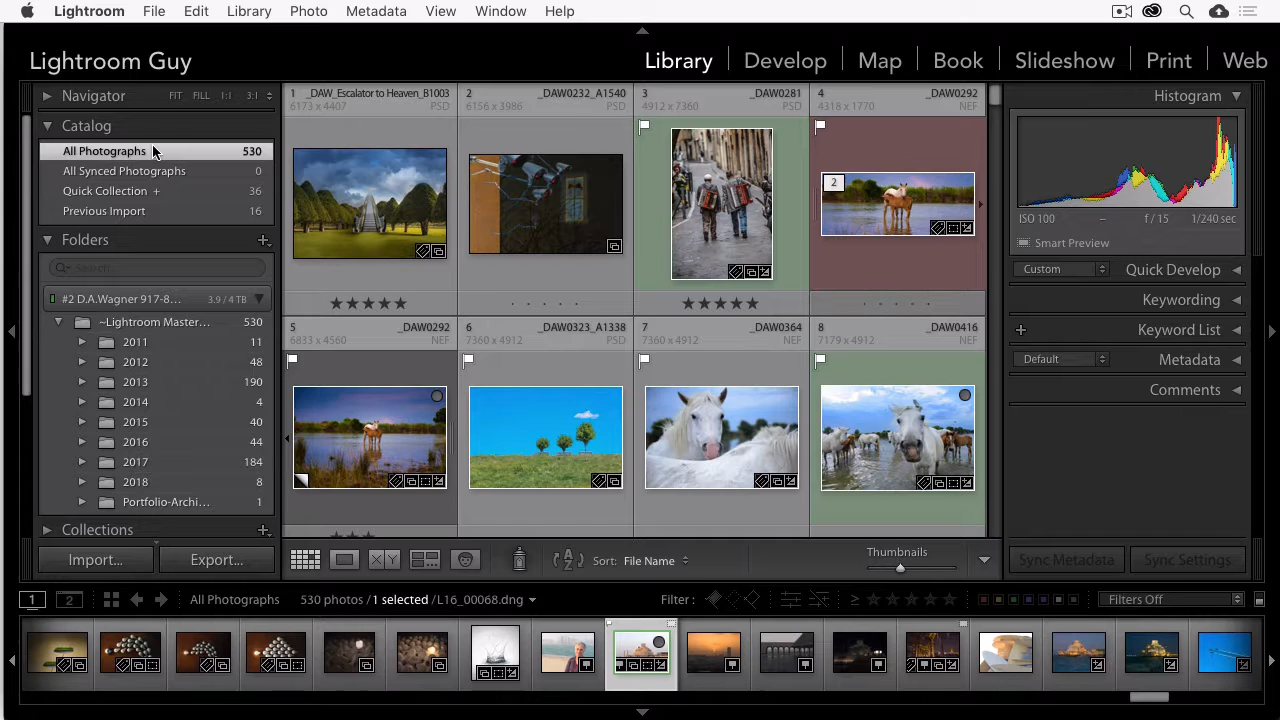 Lightroom File Edit Library Photo Metadata View Window Help
Lightroom Guy
Library Develop Map Book Slideshow Print Web
Navigator FIT FILL 1:1 3:1
Catalog
All Photographs 530
All Synced Photographs 0
Quick Collection + 36
Previous Import 16
Folders
Search...
#2 D.A.Wagner 917-8... 3.9 / 4 TB
~Lightroom Master... 530
2011 11
2012 48
2013 190
2014 4
2015 40
2016 44
2017 184
2018 8
Portfolio-Archi... 1
Collections
Import... Export...
1 _DAW_Escalator to Heaven_B1003
6173 x 4407 PSD
2 _DAW0232_A1540
6156 x 3986 PSD
3 _DAW0281
4912 x 7360 PSD
4 _DAW0292
4318 x 1770 NEF
2
5 _DAW0292
6833 x 4560 NEF
6 _DAW0323_A1338
7360 x 4912 PSD
7 _DAW0364
7360 x 4912 NEF
8 _DAW0416
7179 x 4912 NEF
Sort: File Name
Thumbnails
Histogram
ISO 100 – f / 15 1/240 sec
Smart Preview
Custom Quick Develop
Keywording
Keyword List
Default Metadata
Comments
Sync Metadata Sync Settings
1 2 All Photographs 530 photos / 1 selected / L16_00068.dng Filter : Filters Off